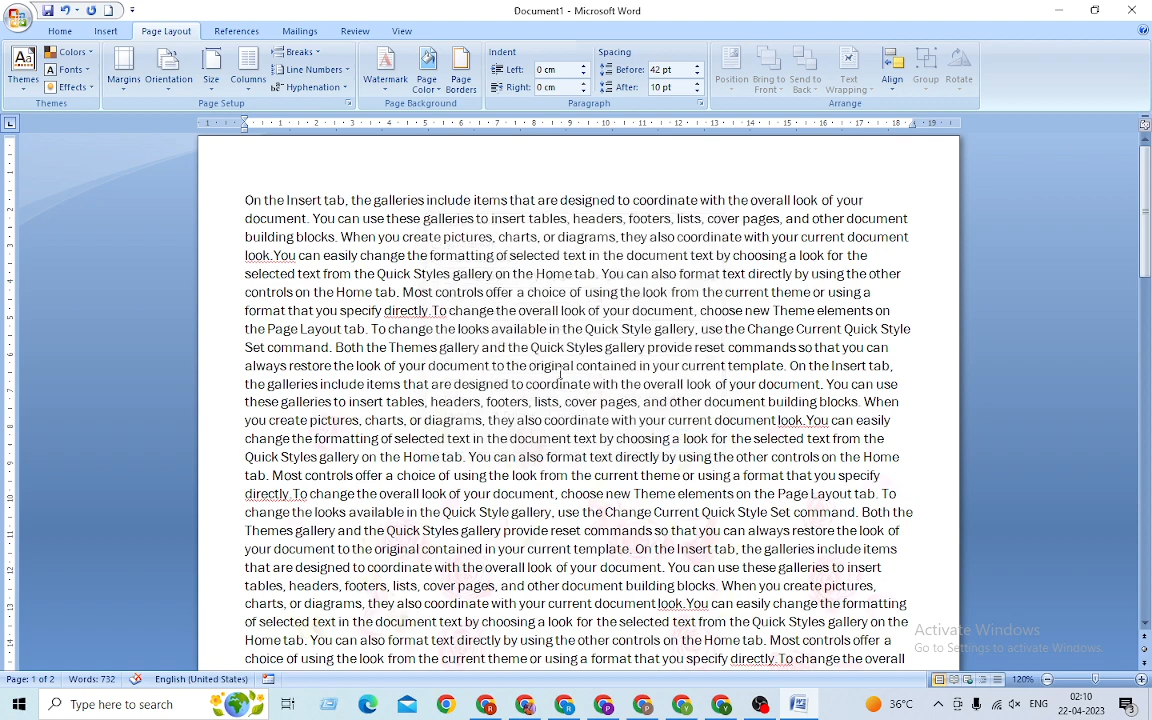 Document1 - Microsoft Word
Home Insert Page Layout References Mailings Review View
Themes Colors Fonts Effects
Margins Orientation Size Columns Breaks Line Numbers Hyphenation
Watermark Page Color Page Borders
Indent Left: 0 cm Right: 0 cm
Spacing Before: 42 pt After: 10 pt
Position Bring to Front Send to Back Text Wrapping Align Group Rotate
Themes Page Setup Page Background Paragraph Arrange
On the Insert tab, the galleries include items that are designed to coordinate with the overall look of your
document. You can use these galleries to insert tables, headers, footers, lists, cover pages, and other document
building blocks. When you create pictures, charts, or diagrams, they also coordinate with your current document
look.You can easily change the formatting of selected text in the document text by choosing a look for the
selected text from the Quick Styles gallery on the Home tab. You can also format text directly by using the other
controls on the Home tab. Most controls offer a choice of using the look from the current theme or using a
format that you specify directly.To change the overall look of your document, choose new Theme elements on
the Page Layout tab. To change the looks available in the Quick Style gallery, use the Change Current Quick Style
Set command. Both the Themes gallery and the Quick Styles gallery provide reset commands so that you can
always restore the look of your document to the original contained in your current template. On the Insert tab,
the galleries include items that are designed to coordinate with the overall look of your document. You can use
these galleries to insert tables, headers, footers, lists, cover pages, and other document building blocks. When
you create pictures, charts, or diagrams, they also coordinate with your current document look.You can easily
change the formatting of selected text in the document text by choosing a look for the selected text from the
Quick Styles gallery on the Home tab. You can also format text directly by using the other controls on the Home
tab. Most controls offer a choice of using the look from the current theme or using a format that you specify
directly.To change the overall look of your document, choose new Theme elements on the Page Layout tab. To
change the looks available in the Quick Style gallery, use the Change Current Quick Style Set command. Both the
Themes gallery and the Quick Styles gallery provide reset commands so that you can always restore the look of
your document to the original contained in your current template. On the Insert tab, the galleries include items
that are designed to coordinate with the overall look of your document. You can use these galleries to insert
tables, headers, footers, lists, cover pages, and other document building blocks. When you create pictures,
charts, or diagrams, they also coordinate with your current document look.You can easily change the formatting
of selected text in the document text by choosing a look for the selected text from the Quick Styles gallery on the
Home tab. You can also format text directly by using the other controls on the Home tab. Most controls offer a
choice of using the look from the current theme or using a format that you specify directly.To change the overall
Activate Windows
Go to Settings to activate Windows.
Page: 1 of 2 Words: 732 English (United States) 120%
Type here to search 36°C ENG 02:10
22-04-2023